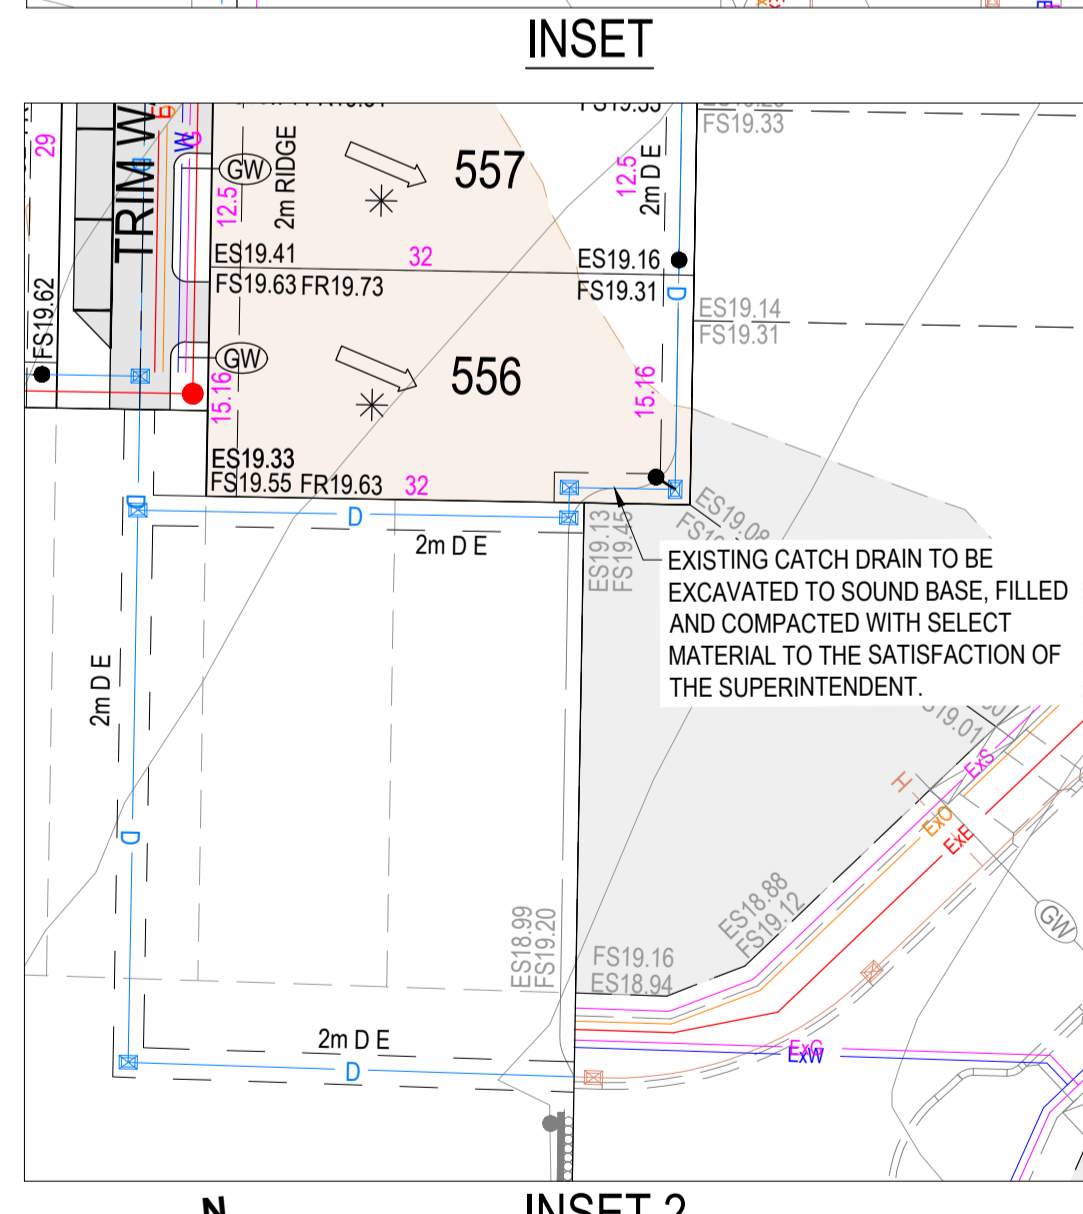 INSET
29
TRIM W
W
GW
2m RIDGE
12.5
557
12.5
2m D E
FS19.33
FS19.62
ES19.41
32
ES19.16
FS19.63 FR19.73
FS19.31
D
ES19.14
FS19.31
GW
15.16
556
15.16
ES19.33
FS19.55 FR19.63
32
D
D
2m D E
ES19.13
FS19.45
ES19.08
EXISTING CATCH DRAIN TO BE
EXCAVATED TO SOUND BASE, FILLED
AND COMPACTED WITH SELECT
MATERIAL TO THE SATISFACTION OF
THE SUPERINTENDENT.
2m D E
D
ExS
H
ExO
ExE
GW
ES18.88
FS19.12
ES18.99
FS19.20
FS19.16
ES18.94
2m D E
D
ExG
ExW
N
INSET 2